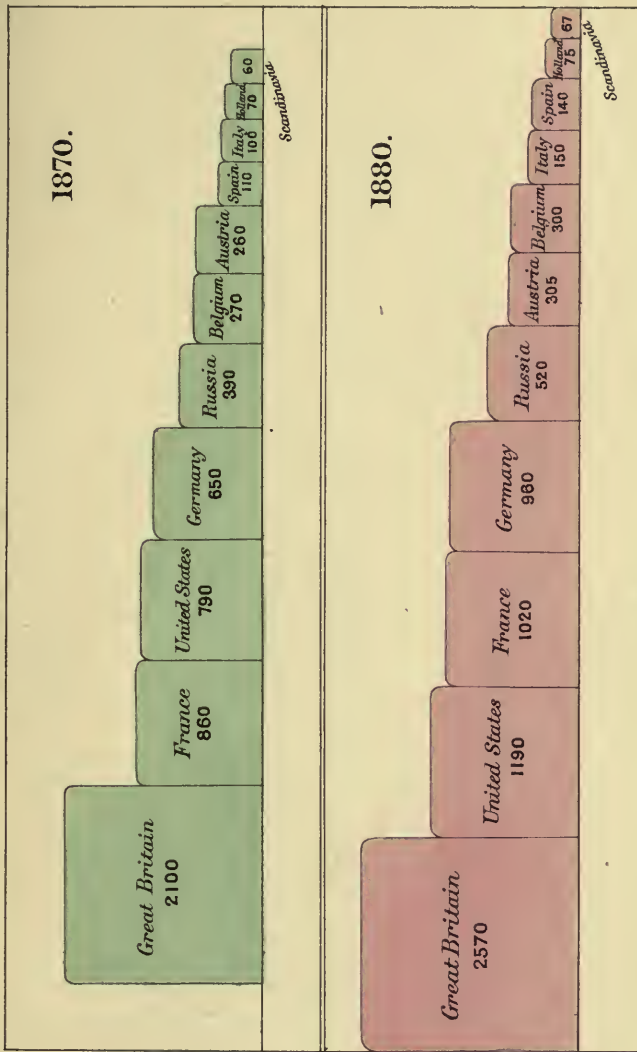 1870.
Great Britain
2100
France
860
United States
790
Germany
650
Russia
390
Belgium
270
Austria
260
Spain
110
Italy
100
Holland
70
60
Scandinavia
1880.
Great Britain
2570
United States
1190
France
1020
Germany
960
Russia
520
Austria
305
Belgium
300
Italy
150
Spain
140
Holland
75
67
Scandinavia